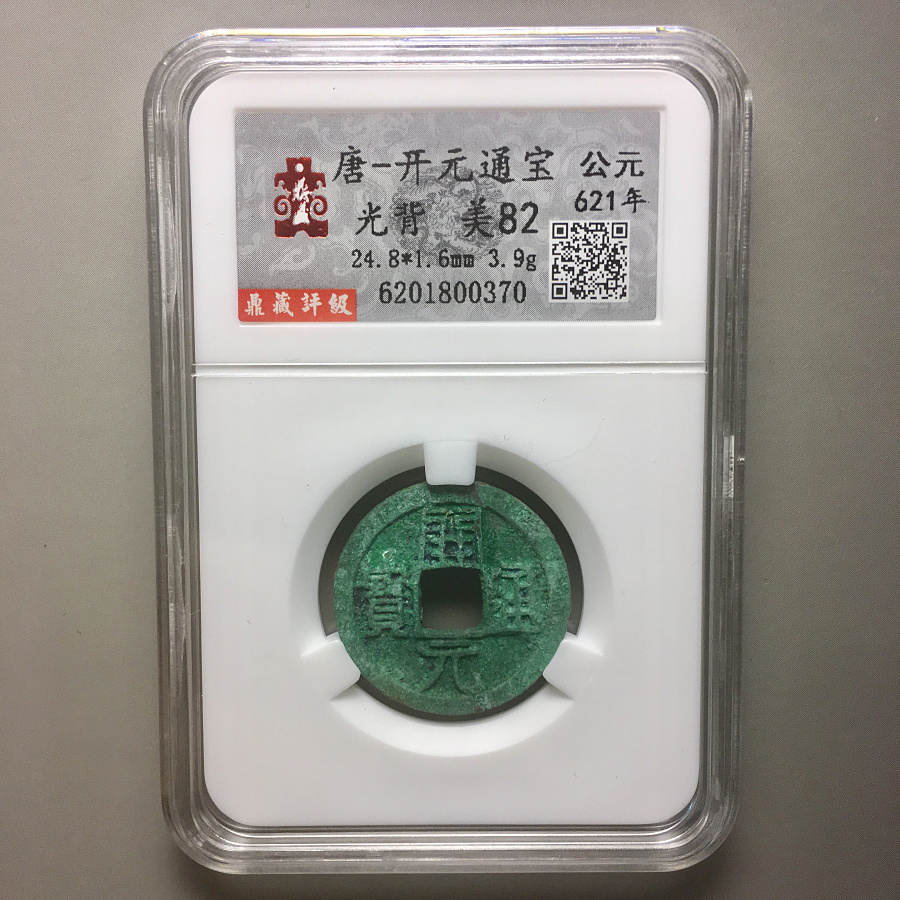 唐-开元通宝 公元
621年
光背 美82
24.8*1.6mm 3.9g
6201800370
鼎藏評級
開
寶 通
元